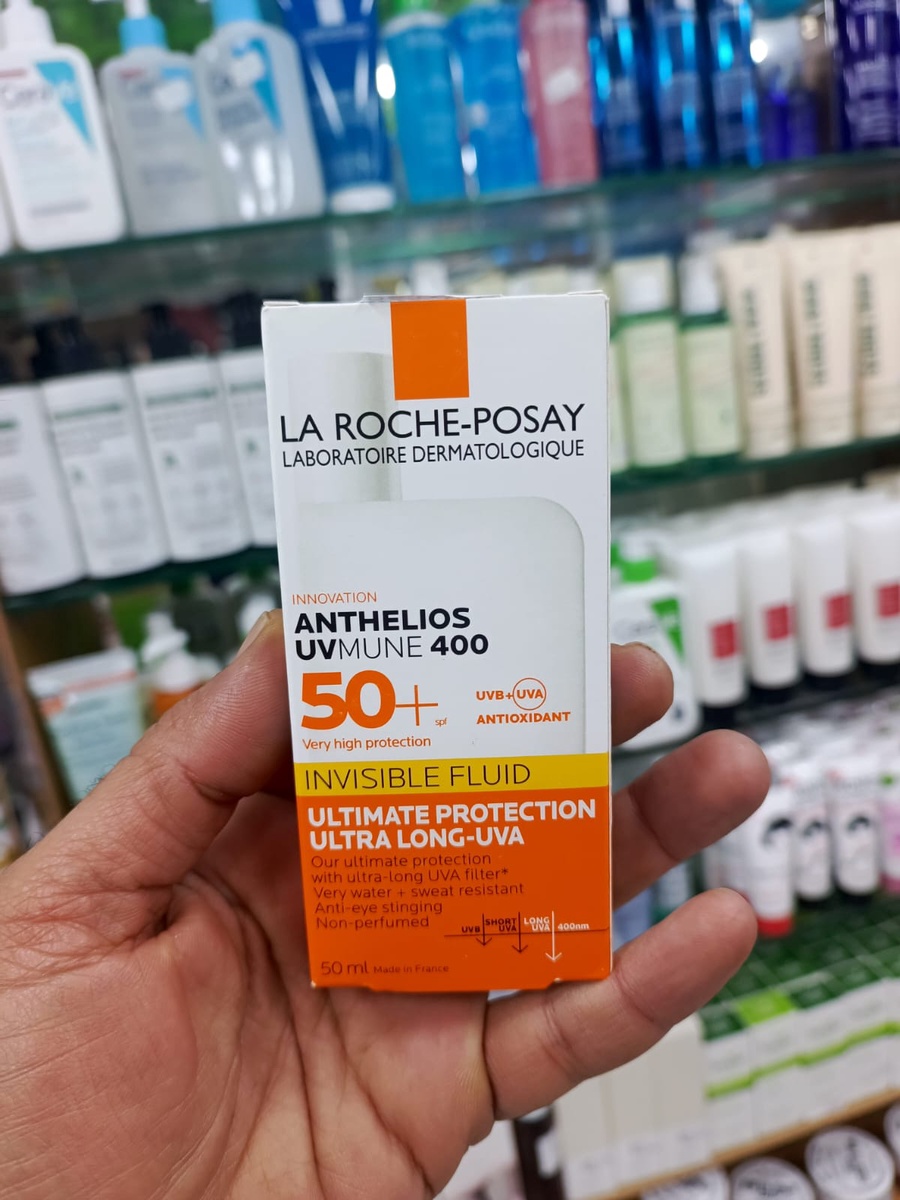 LA ROCHE-POSAY
LABORATOIRE DERMATOLOGIQUE
INNOVATION
ANTHELIOS
UVMUNE 400
50+ spf
UVB+UVA
ANTIOXIDANT
Very high protection
INVISIBLE FLUID
ULTIMATE PROTECTION
ULTRA LONG-UVA
Our ultimate protection
with ultra-long UVA filter*
Very water + sweat resistant
Anti-eye stinging
Non-perfumed
UVB SHORT UVA LONG UVA 400nm
50 ml Made in France